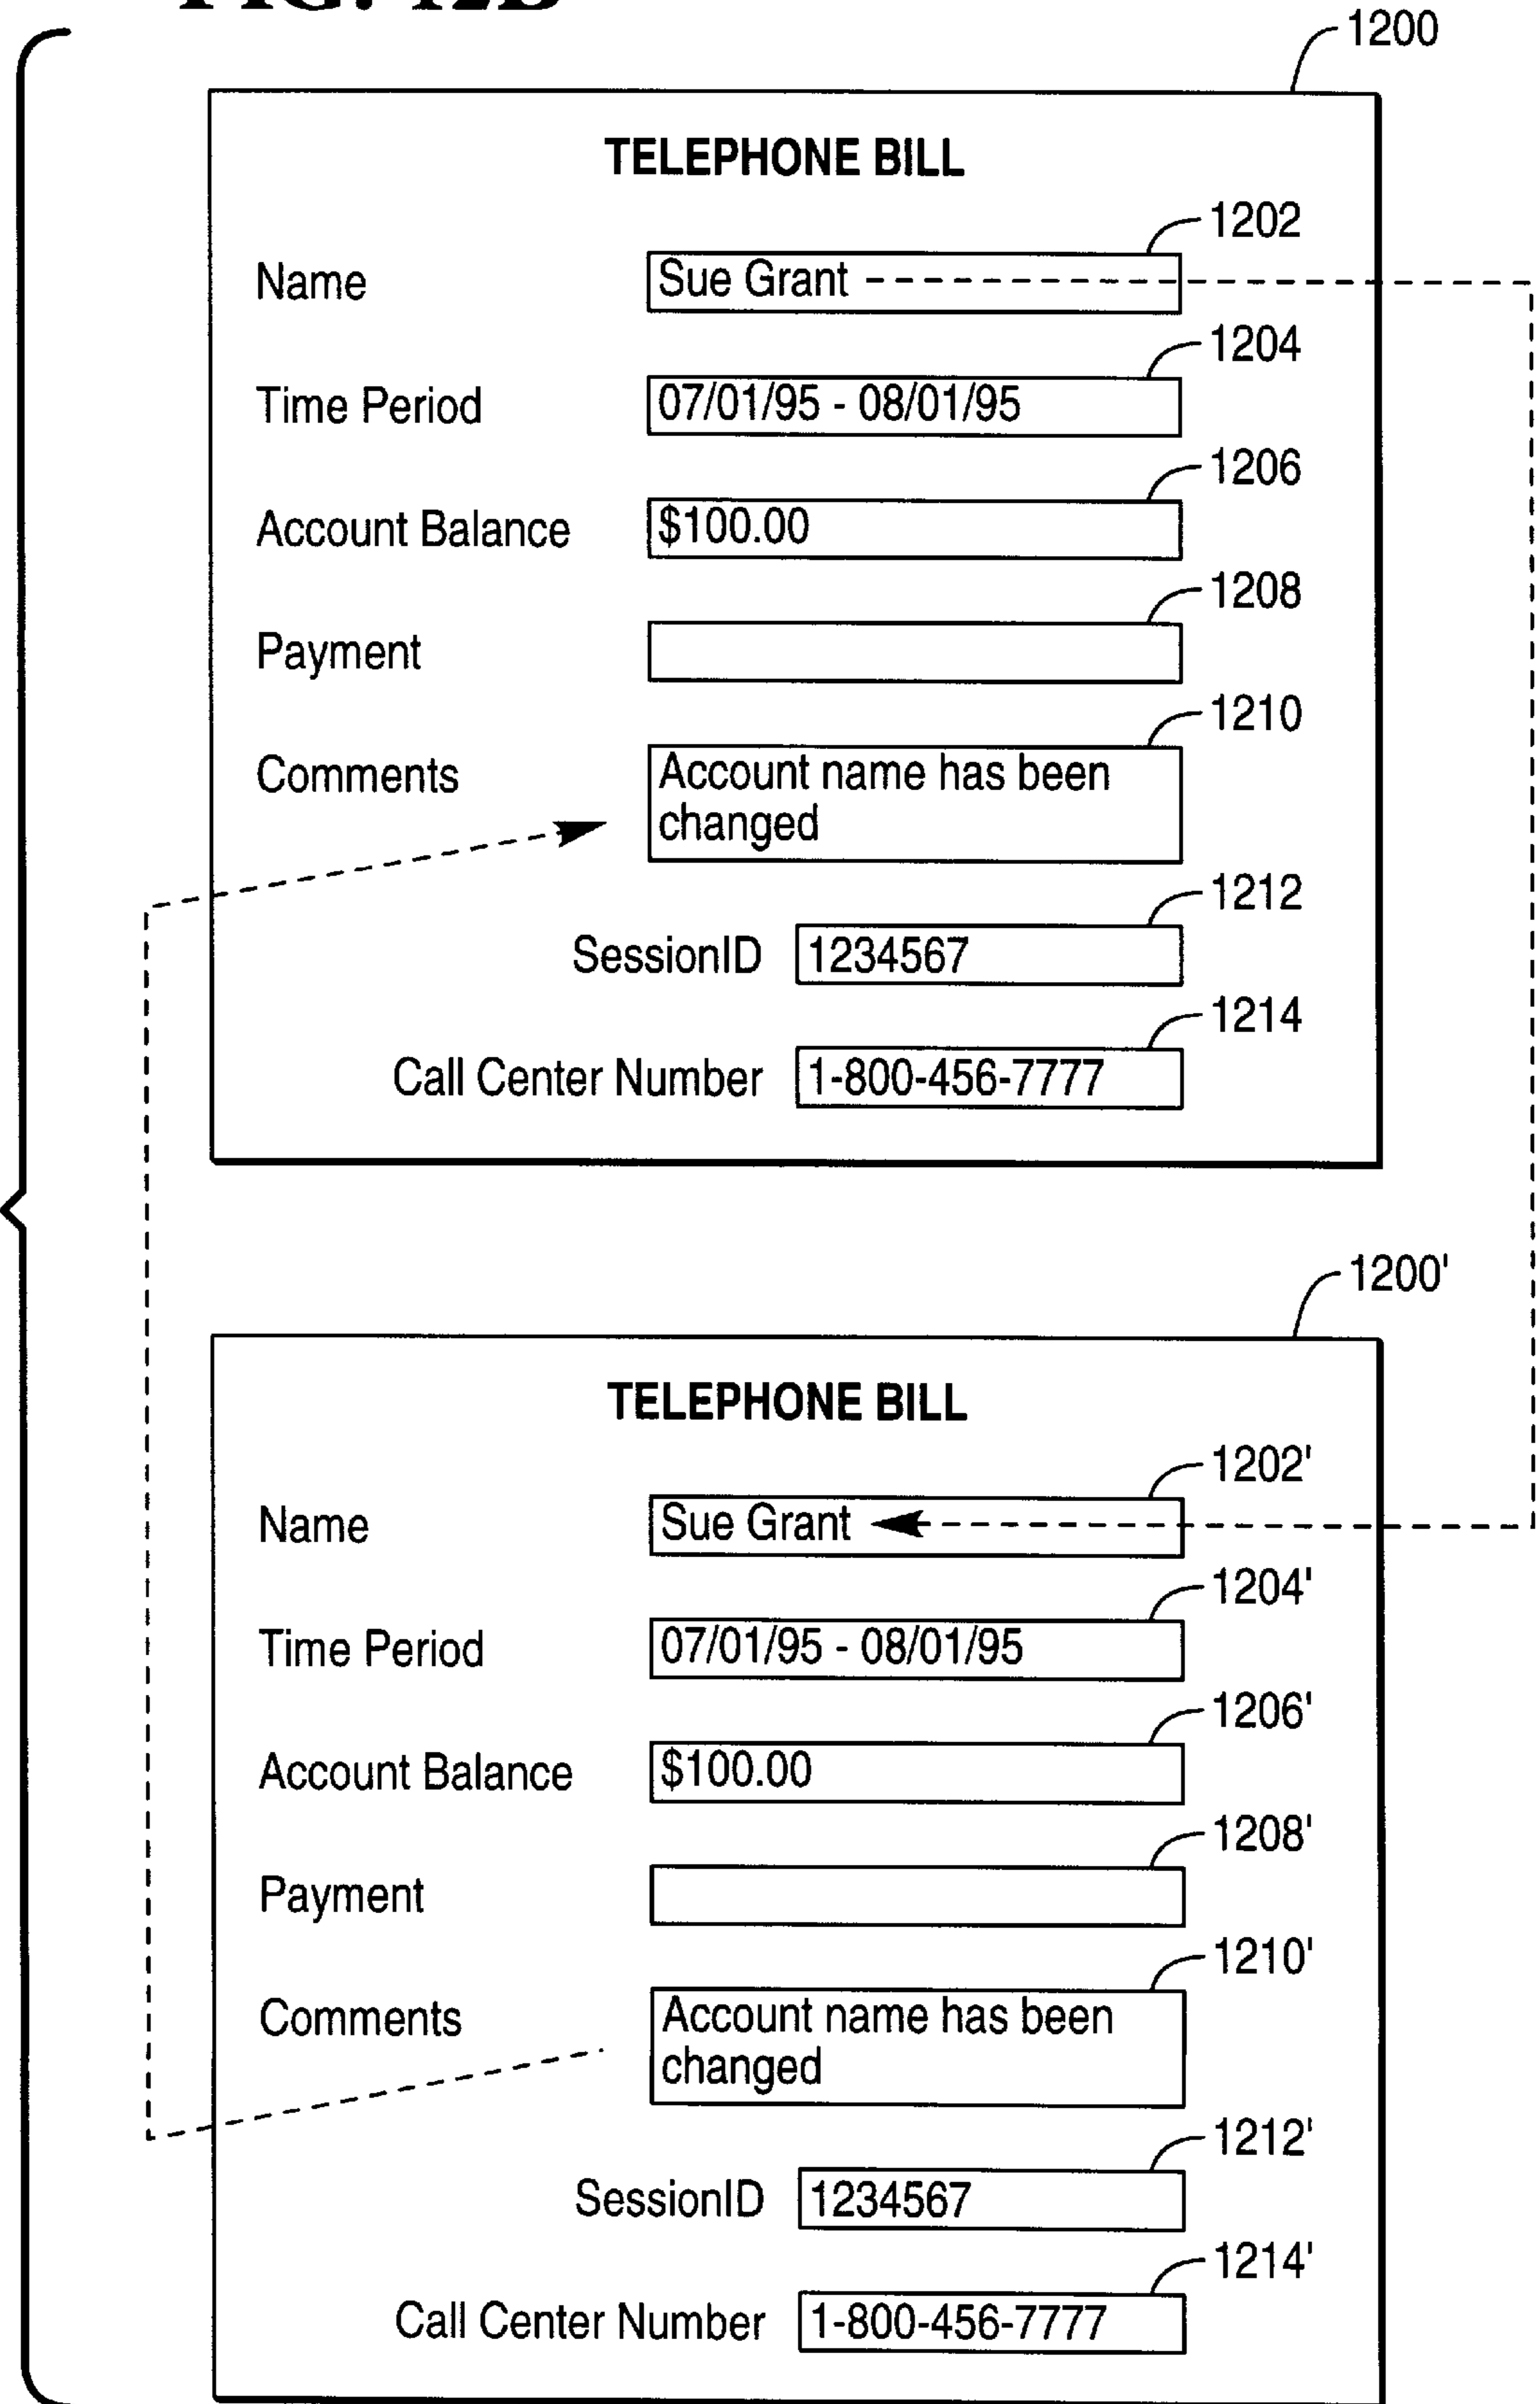 FIG. 12B
1200
TELEPHONE BILL
1202
Name Sue Grant
1204
Time Period 07/01/95 - 08/01/95
1206
Account Balance $100.00
1208
Payment
1210
Comments Account name has been
changed
1212
SessionID 1234567
1214
Call Center Number 1-800-456-7777
1200'
TELEPHONE BILL
1202'
Name Sue Grant
1204'
Time Period 07/01/95 - 08/01/95
1206'
Account Balance $100.00
1208'
Payment
1210'
Comments Account name has been
changed
1212'
SessionID 1234567
1214'
Call Center Number 1-800-456-7777